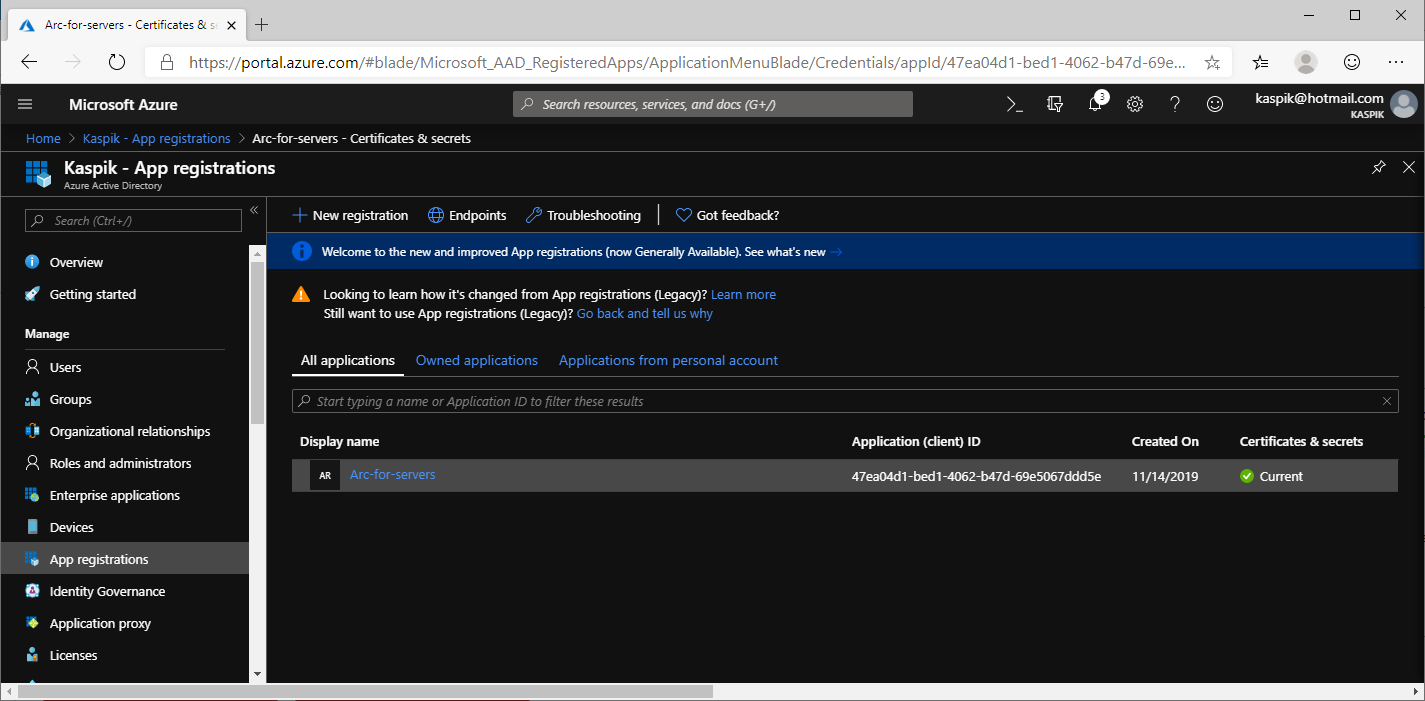 Arc-for-servers - Certificates & s
https://portal.azure.com/#blade/Microsoft_AAD_RegisteredApps/ApplicationMenuBlade/Credentials/appId/47ea04d1-bed1-4062-b47d-69e...
Microsoft Azure
Search resources, services, and docs (G+/)
3
kaspik@hotmail.com
KASPIK
Home > Kaspik - App registrations > Arc-for-servers - Certificates & secrets
Kaspik - App registrations
Azure Active Directory
Search (Ctrl+/)
Overview
Getting started
Manage
Users
Groups
Organizational relationships
Roles and administrators
Enterprise applications
Devices
App registrations
Identity Governance
Application proxy
Licenses
New registration Endpoints Troubleshooting Got feedback?
Welcome to the new and improved App registrations (now Generally Available). See what's new →
Looking to learn how it's changed from App registrations (Legacy)? Learn more
Still want to use App registrations (Legacy)? Go back and tell us why
All applications Owned applications Applications from personal account
Start typing a name or Application ID to filter these results
Display name Application (client) ID Created On Certificates & secrets
AR Arc-for-servers 47ea04d1-bed1-4062-b47d-69e5067ddd5e 11/14/2019 Current